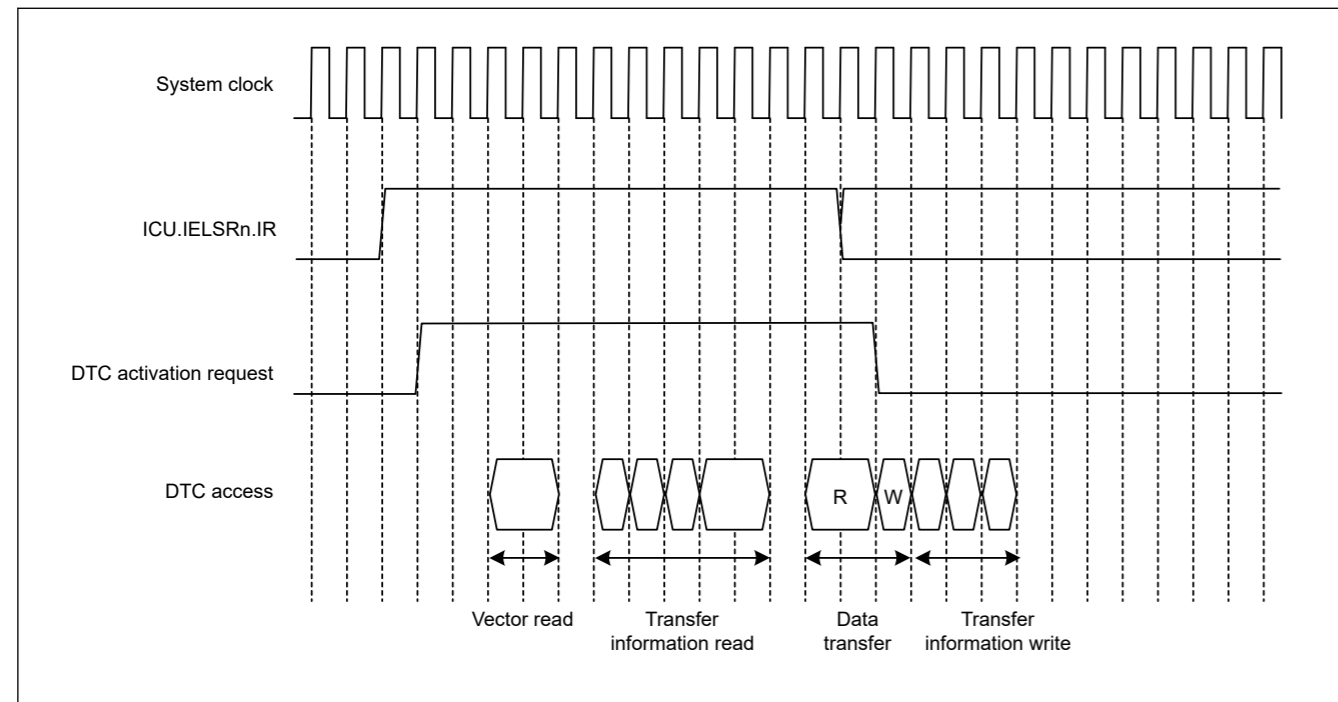 System clock
ICU.IELSRn.IR
DTC activation request
DTC access
R
W
Vector read
Transfer
information read
Data
transfer
Transfer
information write